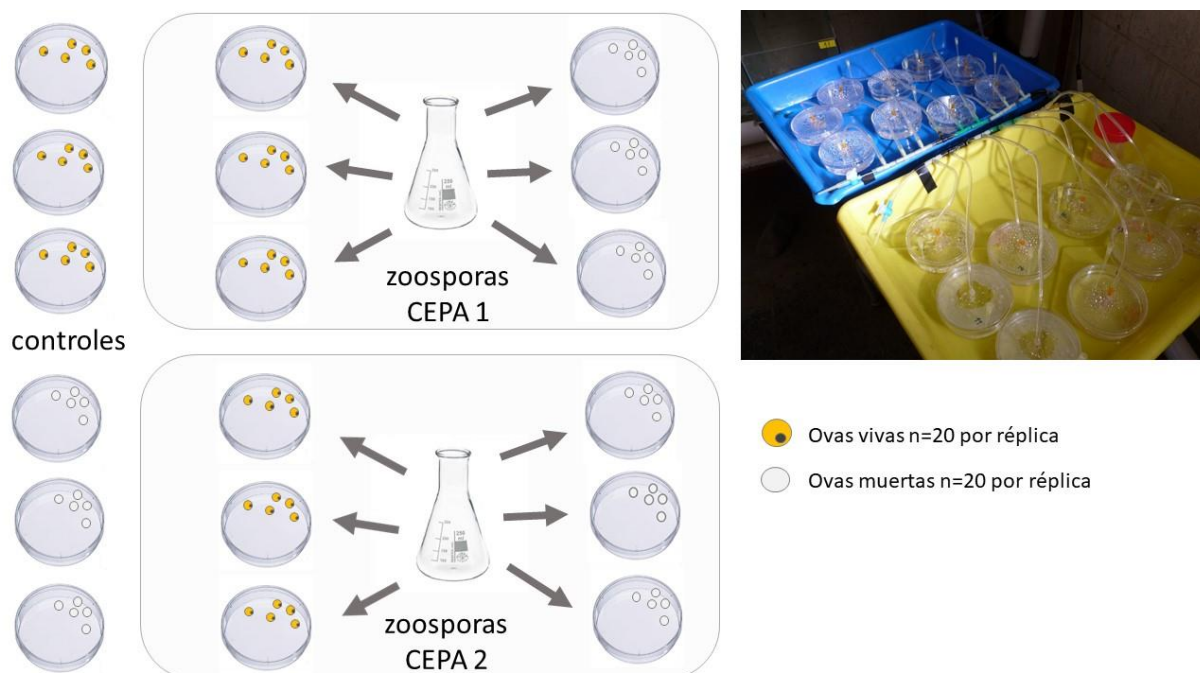 zoosporas
CEPA 1
controles
zoosporas
CEPA 2
Ovas vivas n=20 por réplica
Ovas muertas n=20 por réplica